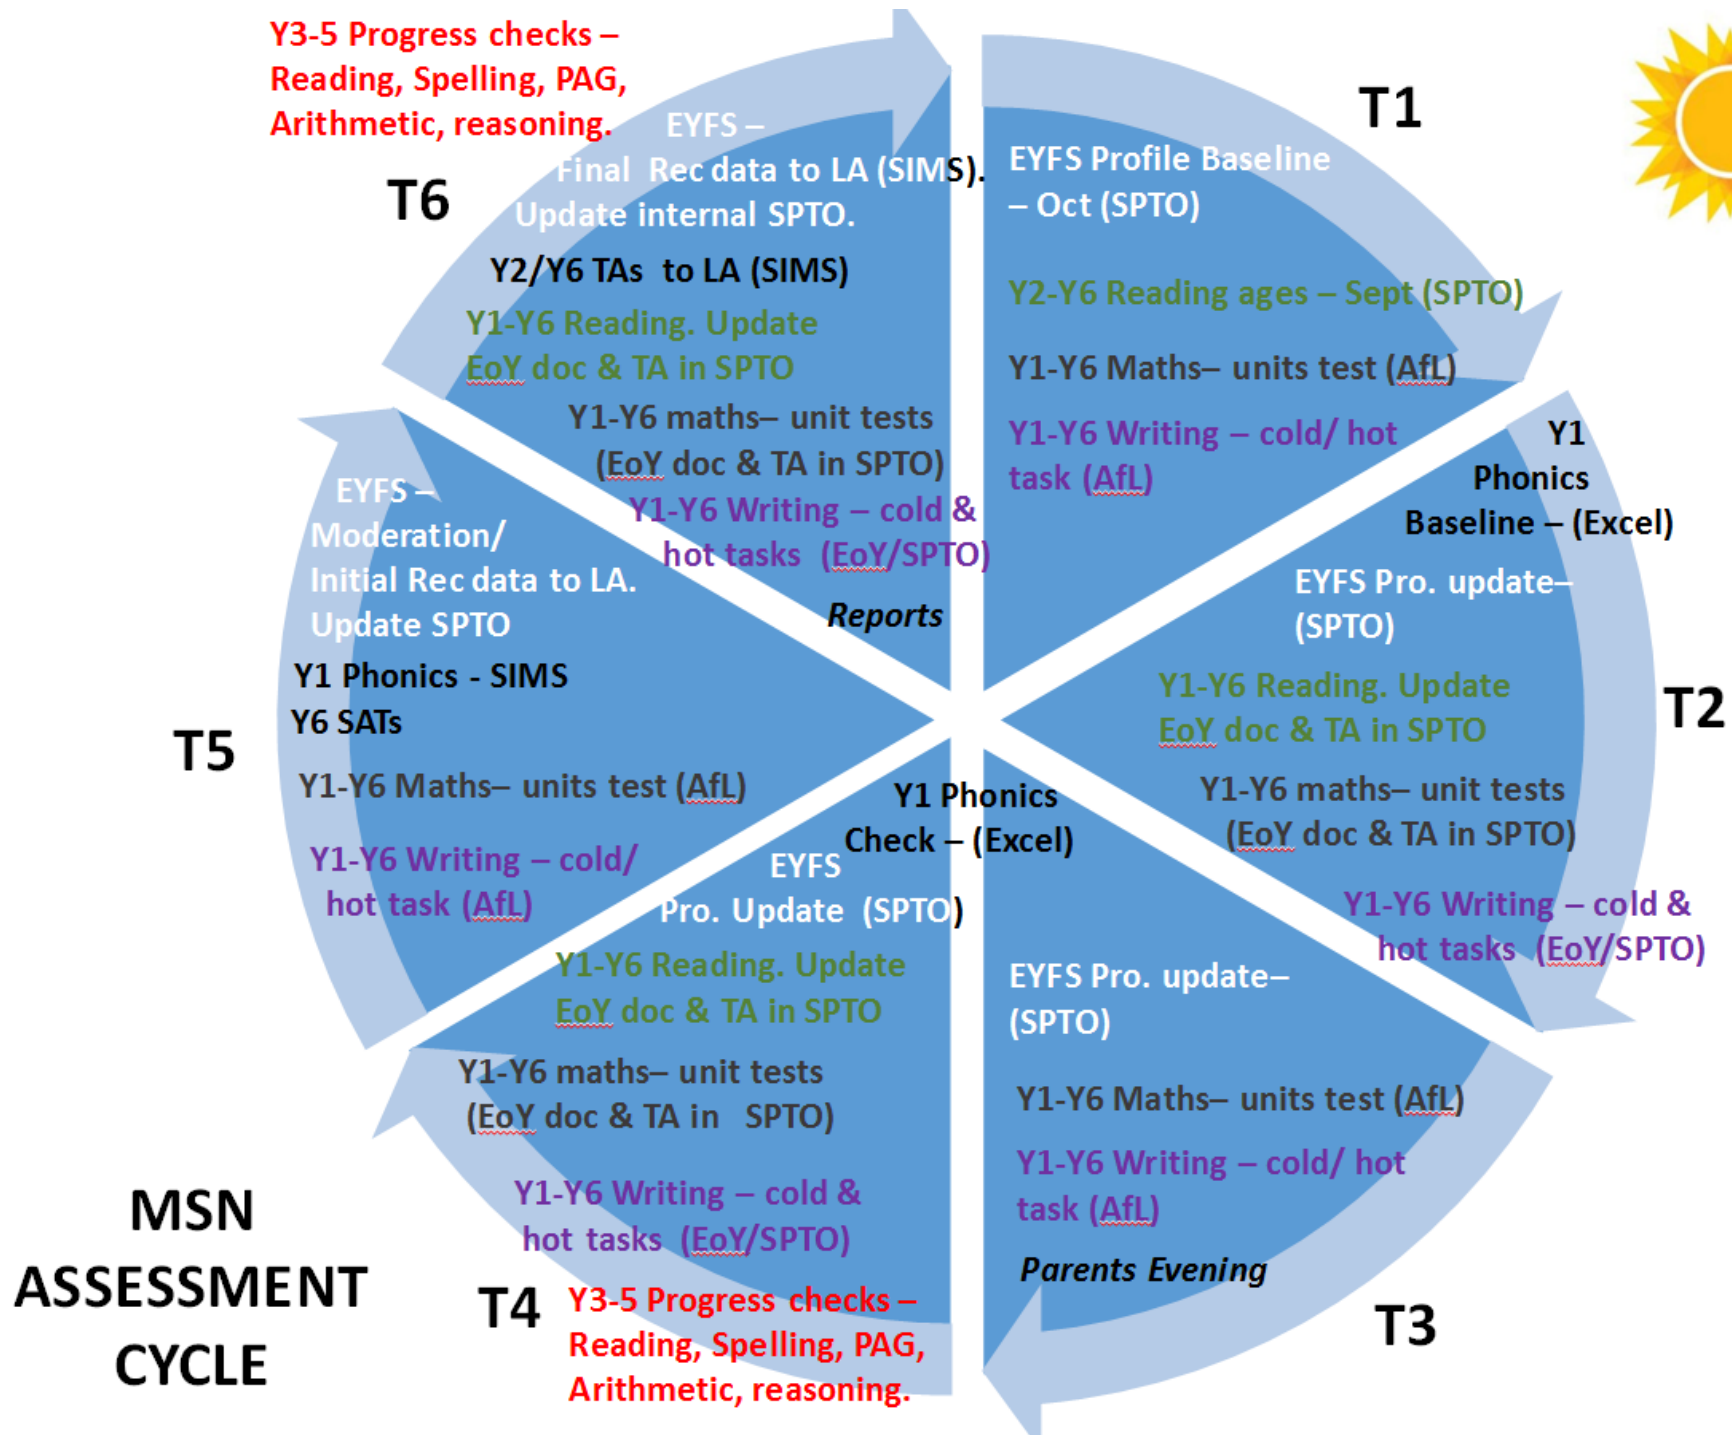 T1
EYFS Profile Baseline
– Oct (SPTO)
Y2-Y6 Reading ages – Sept (SPTO)
Y1-Y6 Maths– units test (AfL)
Y1-Y6 Writing – cold/ hot
task (AfL)
T2
Y1
Phonics
Baseline – (Excel)
EYFS Pro. update–
(SPTO)
Y1-Y6 Reading. Update
EoY doc & TA in SPTO
Y1-Y6 maths– unit tests
(EoY doc & TA in SPTO)
Y1-Y6 Writing – cold &
hot tasks (EoY/SPTO)
T3
EYFS Pro. update–
(SPTO)
Y1-Y6 Maths– units test (AfL)
Y1-Y6 Writing – cold/ hot
task (AfL)
Parents Evening
T4
Y1 Phonics
Check – (Excel)
EYFS
Pro. Update (SPTO)
Y1-Y6 Reading. Update
EoY doc & TA in SPTO
Y1-Y6 maths– unit tests
(EoY doc & TA in SPTO)
Y1-Y6 Writing – cold &
hot tasks (EoY/SPTO)
Y3-5 Progress checks –
Reading, Spelling, PAG,
Arithmetic, reasoning.
T5
EYFS –
Moderation/
Initial Rec data to LA.
Update SPTO
Y1 Phonics - SIMS
Y6 SATs
Y1-Y6 Maths– units test (AfL)
Y1-Y6 Writing – cold/
hot task (AfL)
T6
Y3-5 Progress checks –
Reading, Spelling, PAG,
Arithmetic, reasoning.
EYFS –
Final Rec data to LA (SIMS).
Update internal SPTO.
Y2/Y6 TAs to LA (SIMS)
Y1-Y6 Reading. Update
EoY doc & TA in SPTO
Y1-Y6 maths– unit tests
(EoY doc & TA in SPTO)
Y1-Y6 Writing – cold &
hot tasks (EoY/SPTO)
Reports
MSN
ASSESSMENT
CYCLE